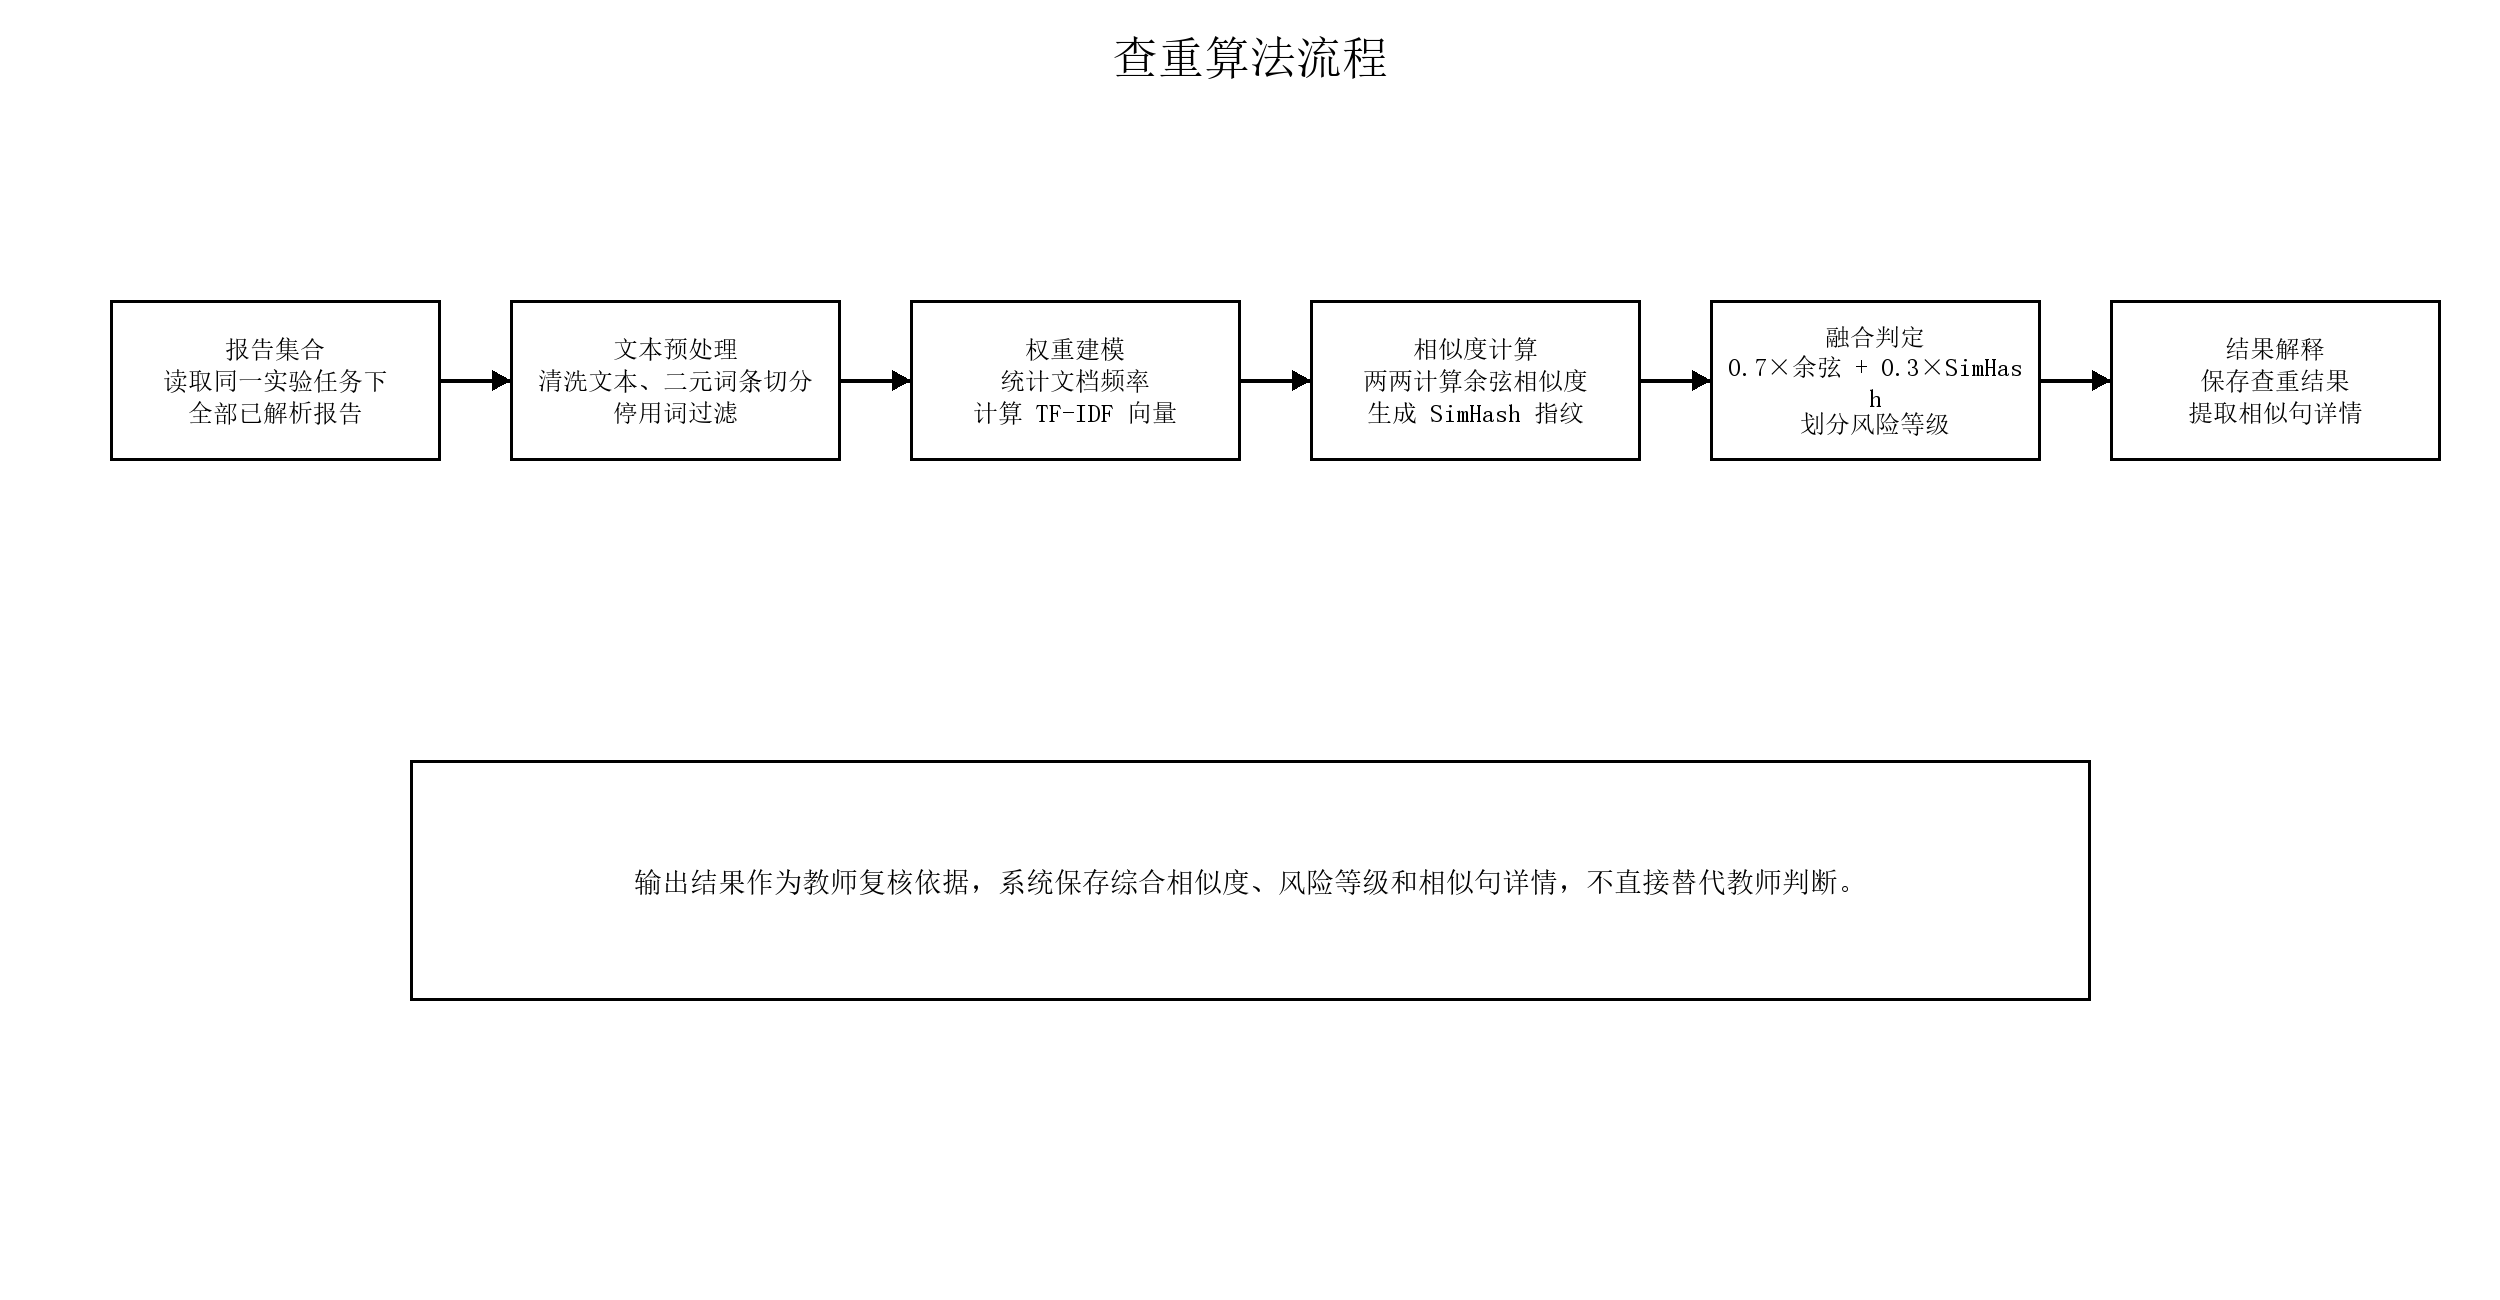 查重算法流程
报告集合
读取同一实验任务下
全部已解析报告
文本预处理
清洗文本、二元词条切分
停用词过滤
权重建模
统计文档频率
计算 TF-IDF 向量
相似度计算
两两计算余弦相似度
生成 SimHash 指纹
融合判定
0.7×余弦 + 0.3×SimHas
h
划分风险等级
结果解释
保存查重结果
提取相似句详情
输出结果作为教师复核依据，系统保存综合相似度、风险等级和相似句详情，不直接替代教师判断。